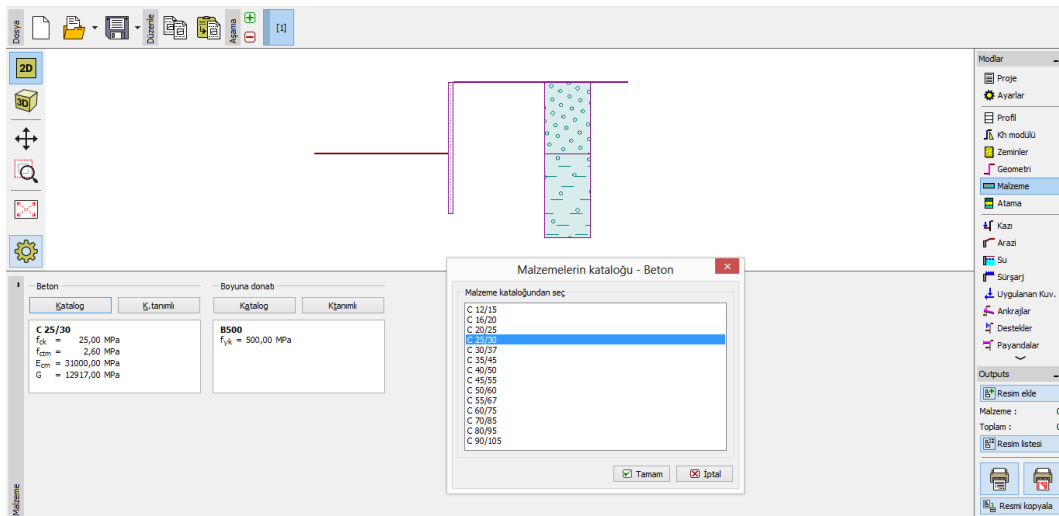 Dosya
Düzenle
Aşama
[1]
2D
3D
Modlar
Proje
Ayarlar
Profil
Kh modülü
Zeminler
Geometri
Malzeme
Atama
Kazı
Arazi
Su
Sürşarj
Uygulanan Kuv.
Ankrajlar
Destekler
Payandalar
Outputs
Resim ekle
Malzeme : 0
Toplam : 0
Resim listesi
Resmi kopyala
Malzeme
Beton
Katalog K.tanımlı
C 25/30
fck = 25,00 MPa
fctm = 2,60 MPa
Ecm = 31000,00 MPa
G = 12917,00 MPa
Boyuna donatı
Katalog Ktanımlı
B500
fyk = 500,00 MPa
Malzemelerin kataloğu - Beton
Malzeme kataloğundan seç
C 12/15
C 16/20
C 20/25
C 25/30
C 30/37
C 35/45
C 40/50
C 45/55
C 50/60
C 55/67
C 60/75
C 70/85
C 80/95
C 90/105
Tamam İptal